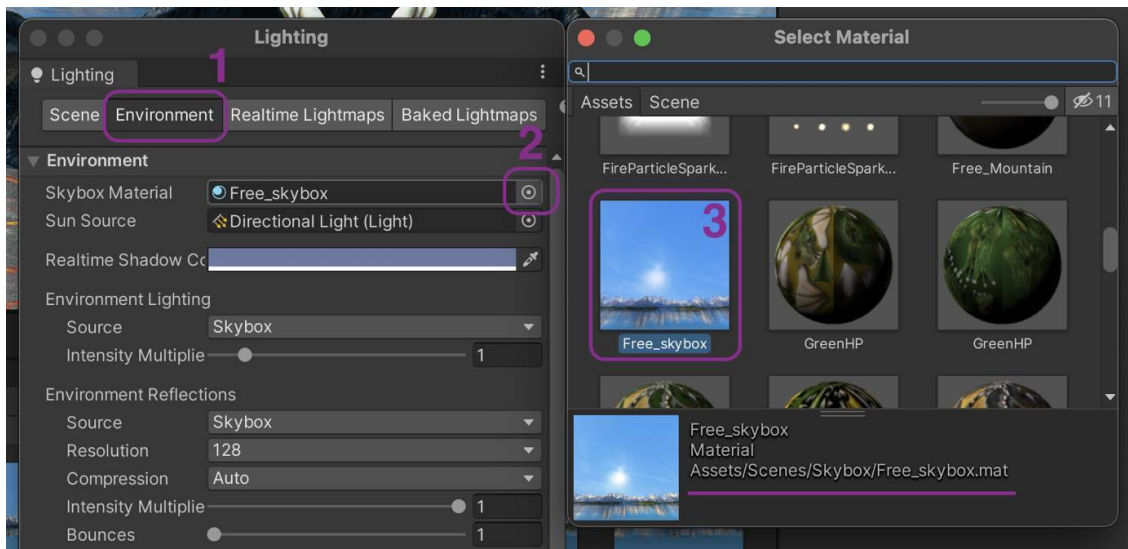 Lighting
Lighting
1
Scene Environment Realtime Lightmaps Baked Lightmaps
2
Environment
Skybox Material Free_skybox
Sun Source Directional Light (Light)
Realtime Shadow Co
Environment Lighting
Source Skybox
Intensity Multiplie 1
Environment Reflections
Source Skybox
Resolution 128
Compression Auto
Intensity Multiplie 1
Bounces 1
Select Material
Assets Scene 11
FireParticleSpark... FireParticleSpark... Free_Mountain
3
Free_skybox GreenHP GreenHP
Free_skybox
Material
Assets/Scenes/Skybox/Free_skybox.mat